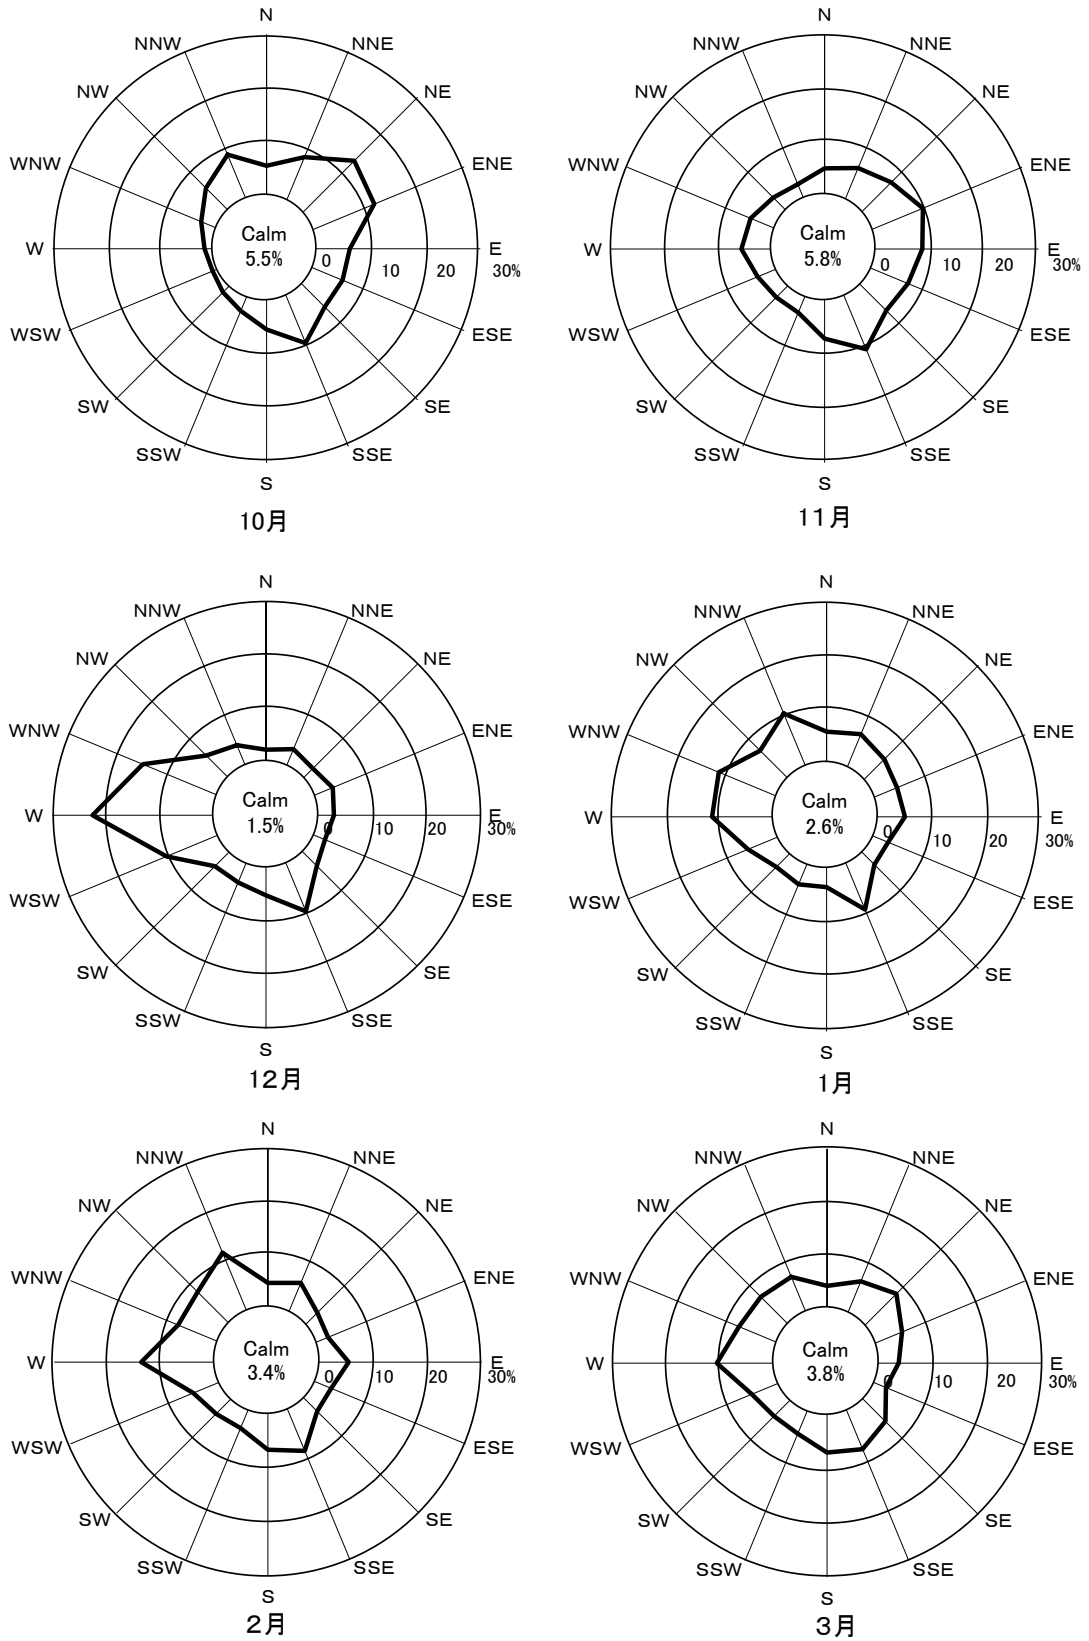 N
NNW NNE
NW NE
WNW ENE
Calm
5.5%
W E
0 10 20 30%
WSW ESE
SW SE
SSW SSE
S
10月
N
NNW NNE
NW NE
WNW ENE
Calm
5.8%
W E
0 10 20 30%
WSW ESE
SW SE
SSW SSE
S
11月
N
NNW NNE
NW NE
WNW ENE
Calm
1.5%
W E
0 10 20 30%
WSW ESE
SW SE
SSW SSE
S
12月
N
NNW NNE
NW NE
WNW ENE
Calm
2.6%
W E
0 10 20 30%
WSW ESE
SW SE
SSW SSE
S
1月
N
NNW NNE
NW NE
WNW ENE
Calm
3.4%
W E
0 10 20 30%
WSW ESE
SW SE
SSW SSE
S
2月
N
NNW NNE
NW NE
WNW ENE
Calm
3.8%
W E
0 10 20 30%
WSW ESE
SW SE
SSW SSE
S
3月